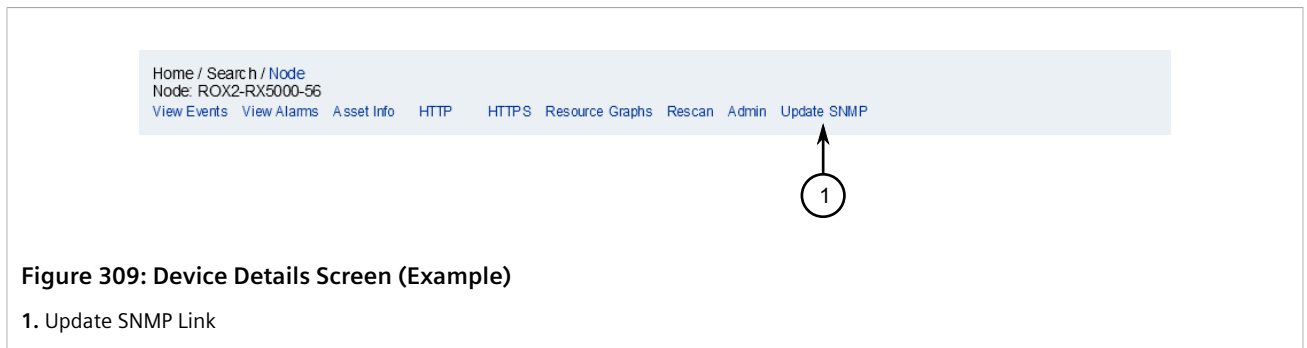 Home / Search / Node
Node: ROX2-RX5000-56
View Events View Alarms Asset Info HTTP HTTPS Resource Graphs Rescan Admin Update SNMP
1
Figure 309: Device Details Screen (Example)
1. Update SNMP Link